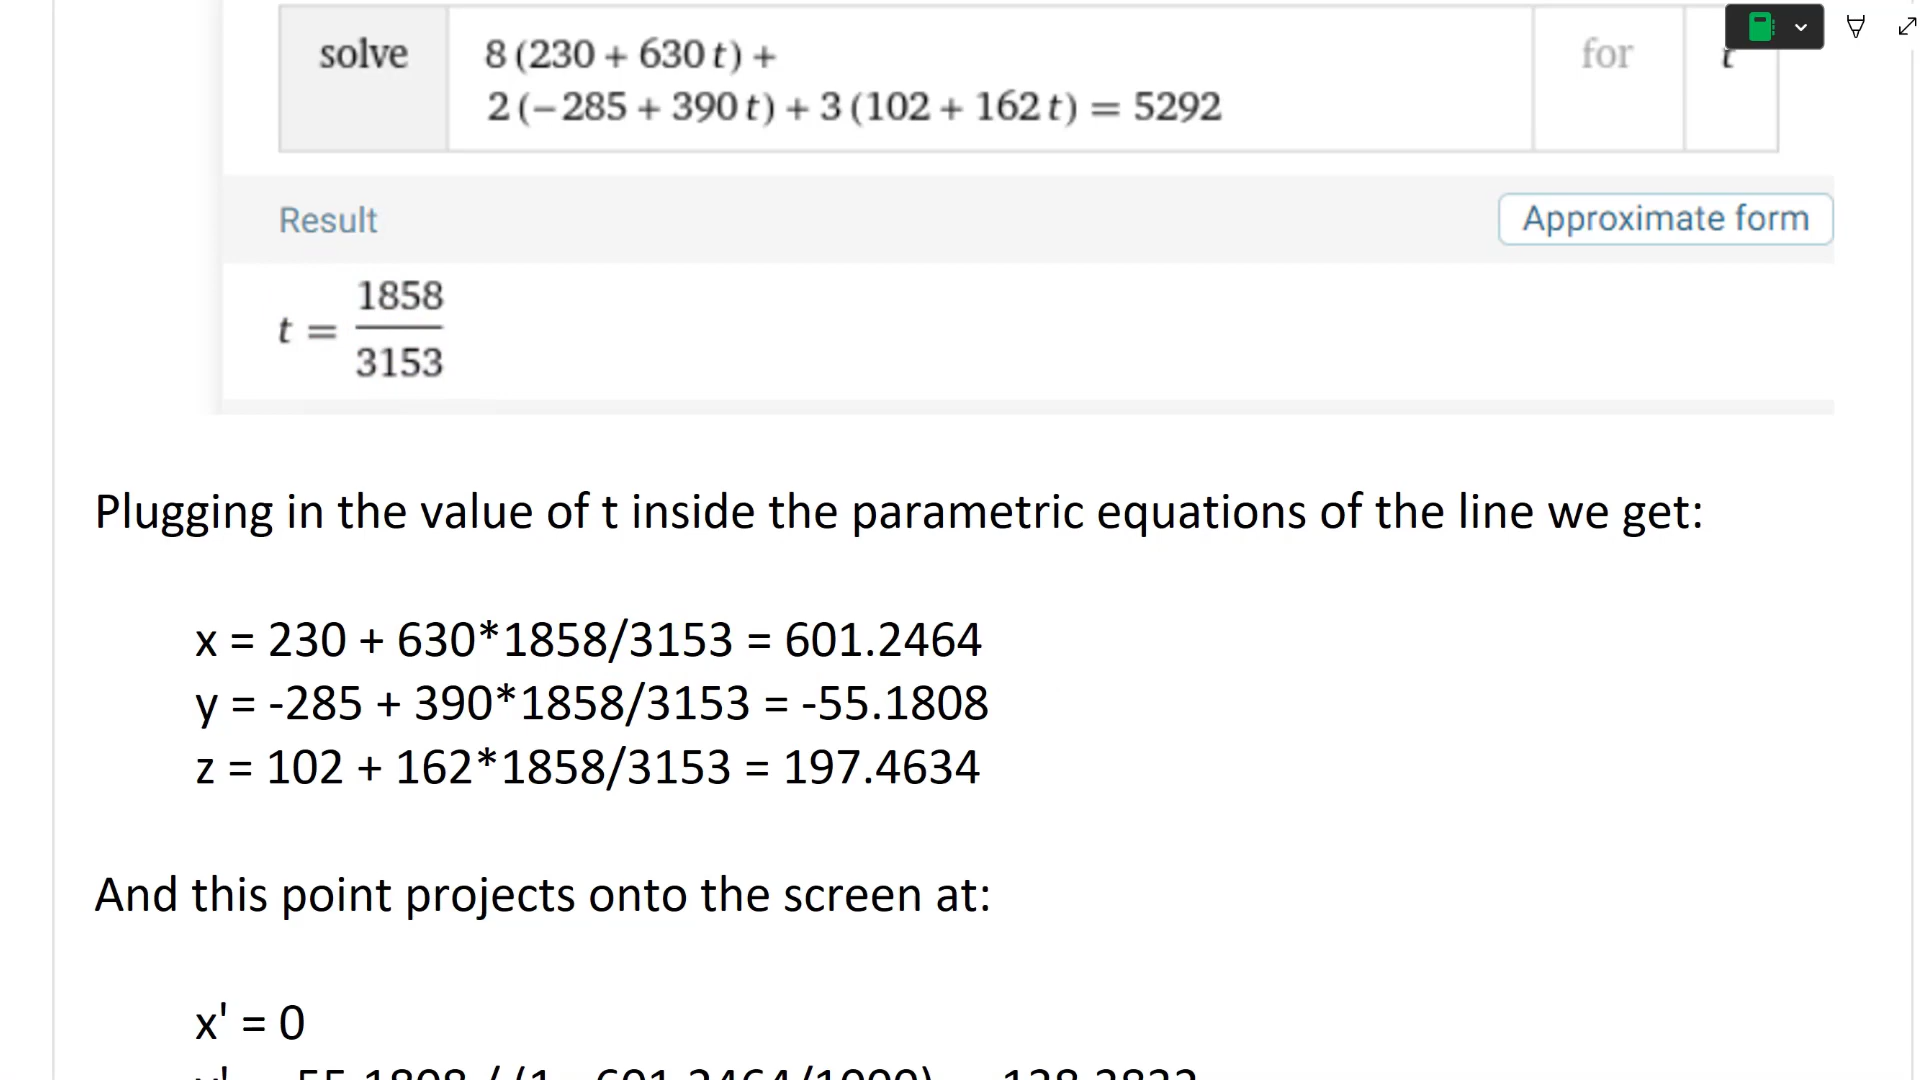 solve 8 (230 + 630 t) + for t
2 (− 285 + 390 t) + 3 (102 + 162 t) = 5292
Result Approximate form
t = 1858/3153
Plugging in the value of t inside the parametric equations of the line we get:
x = 230 + 630*1858/3153 = 601.2464
y = -285 + 390*1858/3153 = -55.1808
z = 102 + 162*1858/3153 = 197.4634
And this point projects onto the screen at:
x' = 0